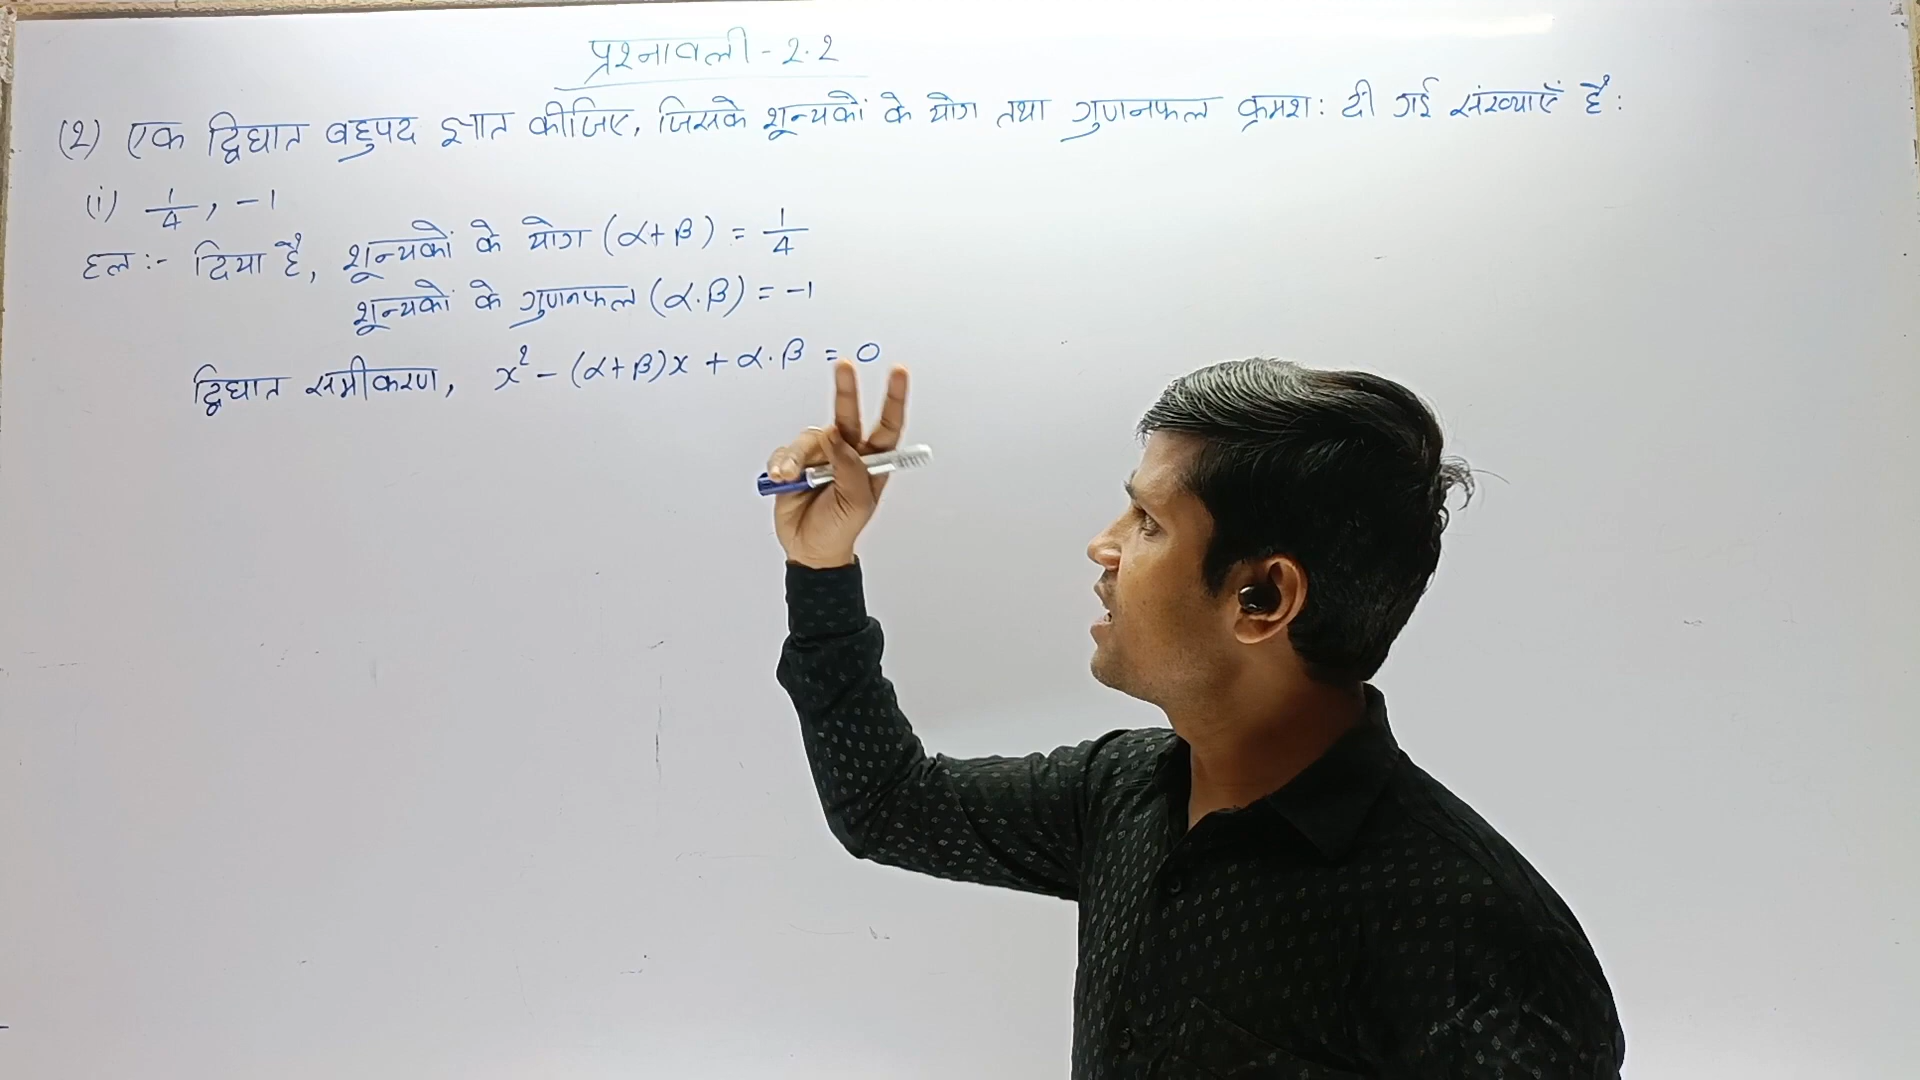 प्रश्नावली - 2.2
(2) एक द्विघात बहुपद ज्ञात कीजिए, जिसके शून्यकों के योग तथा गुणनफल क्रमशः दी गई संख्याएँ हैं :
(i) 1/4, -1
हल :- दिया है, शून्यकों के योग (α+β) = 1/4
शून्यकों के गुणनफल (α.β) = -1
द्विघात समीकरण, x² - (α+β)x + α.β = 0